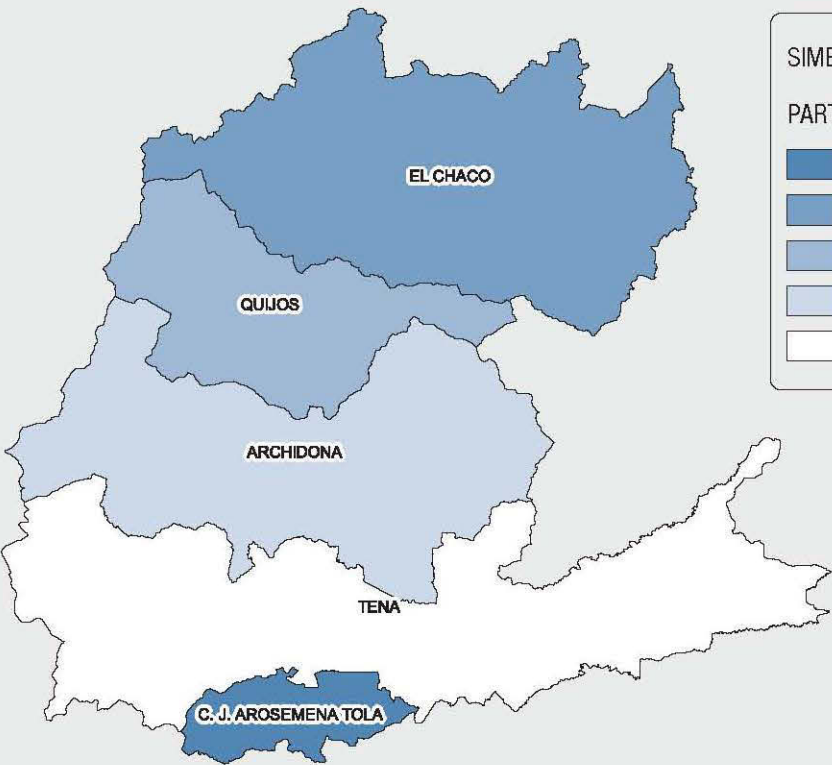 SIMB
PART
EL CHACO
QUIJOS
ARCHIDONA
TENA
C. J. AROSEMENA TOLA